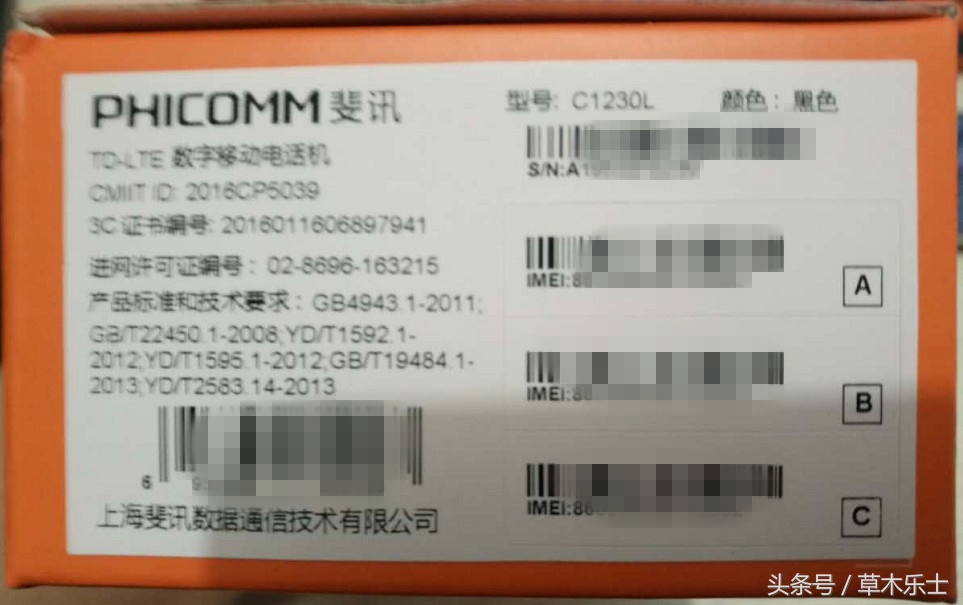 PHICOMM 斐讯
TD-LTE 数字移动电话机
CMIIT ID: 2016CP5039
3C 证书编号: 2016011606897941
进网许可证编号：02-8696-163215
产品标准和技术要求：GB4943.1-2011;
GB/T22450.1-2008;YD/T1592.1-
2012;YD/T1595.1-2012;GB/T19484.1-
2013;YD/T2583.14-2013
6 9
上海斐讯数据通信技术有限公司
型号: C1230L 颜色：黑色
S/N:A1
IMEI:86
A
IMEI:86
B
IMEI:86
C
头条号 / 草木乐士